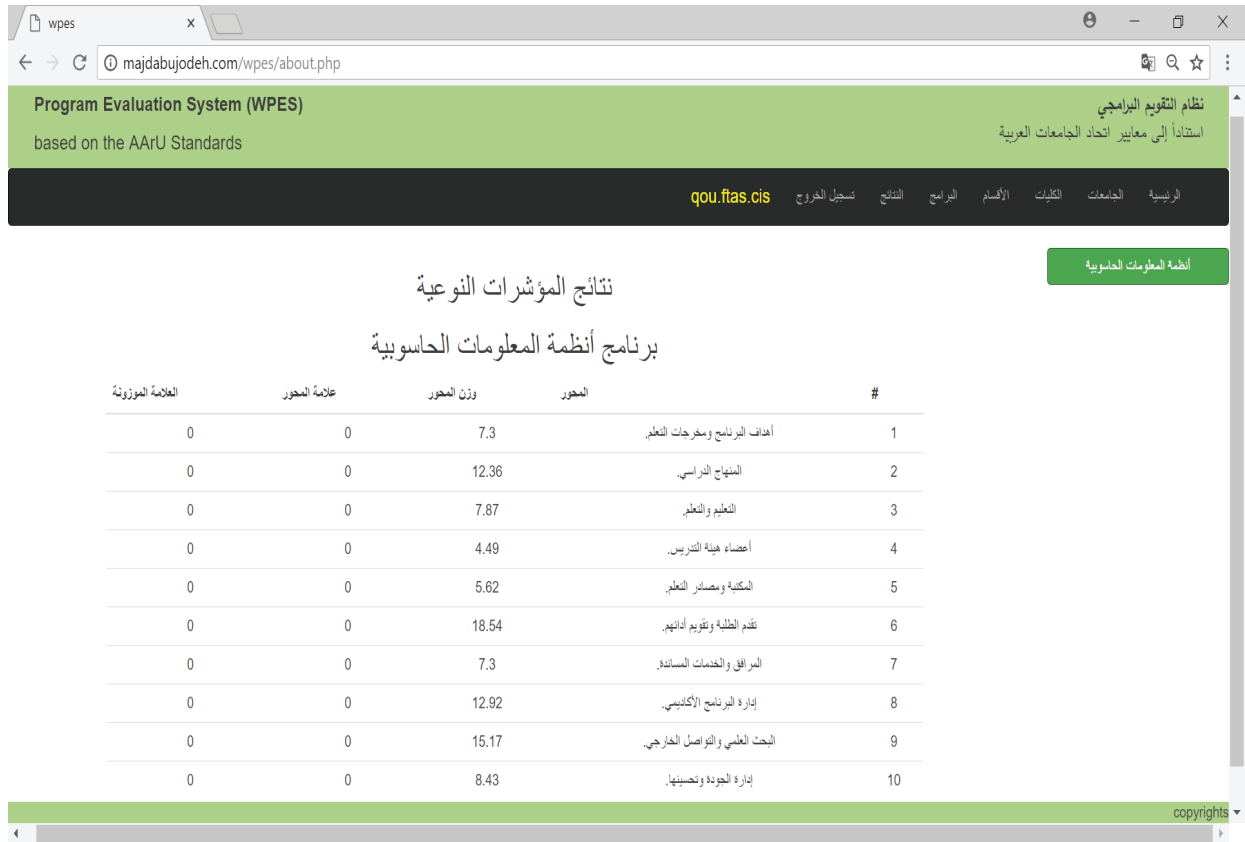 wpes
majdabujodeh.com/wpes/about.php
Program Evaluation System (WPES)
based on the AArU Standards
نظام التقويم البرامجي
استناداً إلى معايير اتحاد الجامعات العربية
الرئيسية الجامعات الكليات الأقسام البرامج النتائج تسجيل الخروج qou.ftas.cis
أنظمة المعلومات الحاسوبية
نتائج المؤشرات النوعية
برنامج أنظمة المعلومات الحاسوبية
# المحور وزن المحور علامة المحور العلامة الموزونة
1 أهداف البرنامج ومخرجات التعلم. 7.3 0 0
2 المنهاج الدراسي. 12.36 0 0
3 التعليم والتعلم. 7.87 0 0
4 أعضاء هيئة التدريس. 4.49 0 0
5 المكتبة ومصادر التعلم. 5.62 0 0
6 تقدم الطلبة وتقويم أدائهم. 18.54 0 0
7 المرافق والخدمات المساندة. 7.3 0 0
8 إدارة البرنامج الأكاديمي. 12.92 0 0
9 البحث العلمي والتواصل الخارجي. 15.17 0 0
10 إدارة الجودة وتحسينها. 8.43 0 0
copyrights